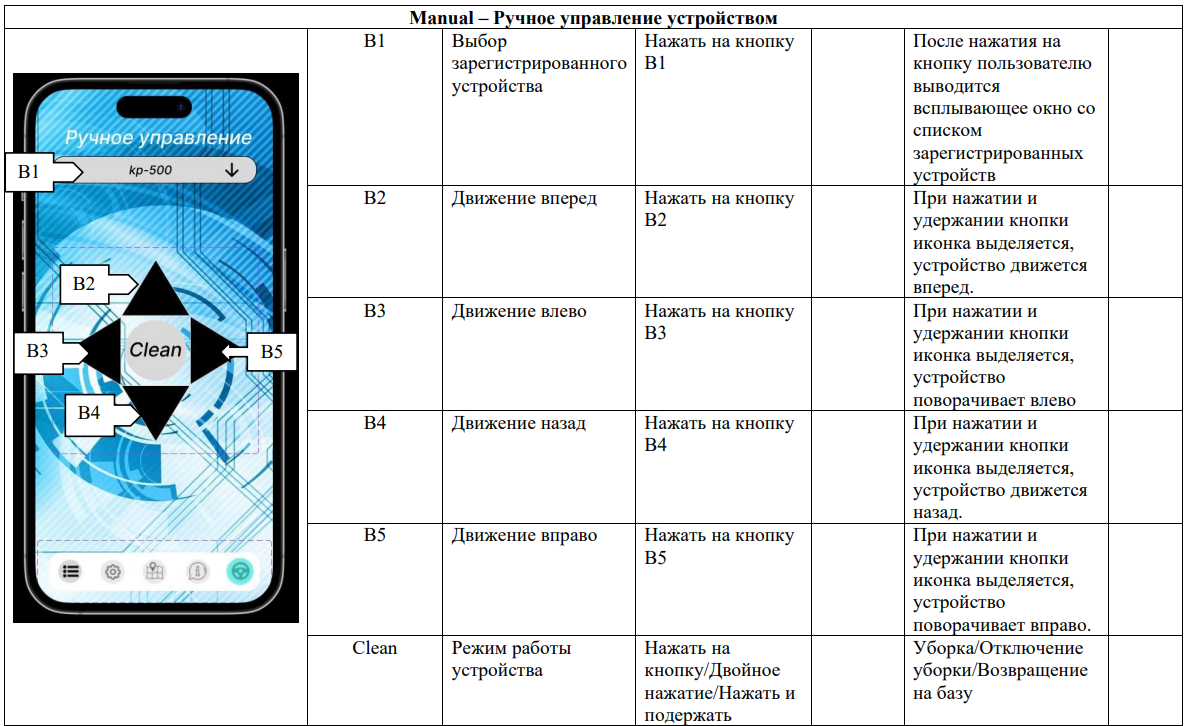 Manual – Ручное управление устройством
Ручное управление
B1
kp-500
B2
B3
Clean
B5
B4
B1
Выбор
зарегистрированного
устройства
Нажать на кнопку
B1
После нажатия на
кнопку пользователю
выводится
всплывающее окно со
списком
зарегистрированных
устройств
B2
Движение вперед
Нажать на кнопку
B2
При нажатии и
удержании кнопки
иконка выделяется,
устройство движется
вперед.
B3
Движение влево
Нажать на кнопку
B3
При нажатии и
удержании кнопки
иконка выделяется,
устройство
поворачивает влево
B4
Движение назад
Нажать на кнопку
B4
При нажатии и
удержании кнопки
иконка выделяется,
устройство движется
назад.
B5
Движение вправо
Нажать на кнопку
B5
При нажатии и
удержании кнопки
иконка выделяется,
устройство
поворачивает вправо.
Clean
Режим работы
устройства
Нажать на
кнопку/Двойное
нажатие/Нажать и
подержать
Уборка/Отключение
уборки/Возвращение
на базу